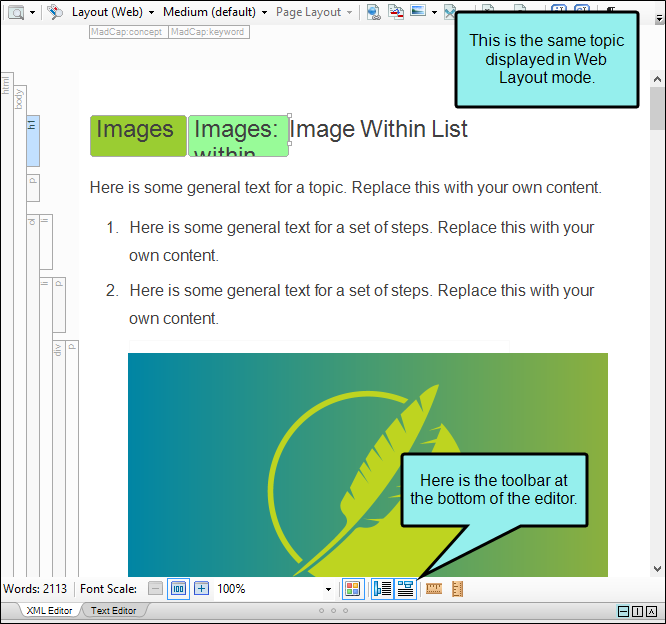 Layout (Web) Medium (default) Page Layout
MadCap:concept MadCap:keyword
This is the same topic
displayed in Web
Layout mode.
html
body
h1
Images Images: Image Within List
within
p
Here is some general text for a topic. Replace this with your own content.
ol
li
1. Here is some general text for a set of steps. Replace this with your
own content.
li
p
2. Here is some general text for a set of steps. Replace this with your
own content.
div
p
Here is the toolbar at
the bottom of the editor.
Words: 2113 Font Scale: 100 100%
XML Editor Text Editor